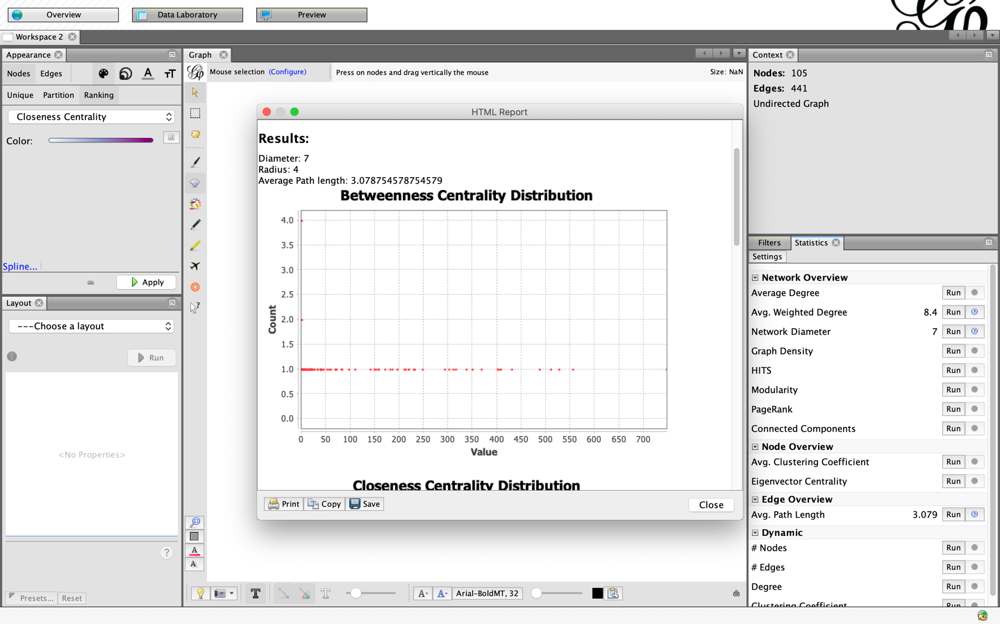 Overview
Data Laboratory
Preview
Workspace 2
Appearance
Nodes
Edges
Unique
Partition
Ranking
Closeness Centrality
Color:
Spline...
Apply
Layout
---Choose a layout
Run
<No Properties>
?
Presets...
Reset
Graph
Mouse selection (Configure)
Press on nodes and drag vertically the mouse
Size: NaN
HTML Report
Results:
Diameter: 7
Radius: 4
Average Path length: 3.078754578754579
Betweenness Centrality Distribution
4.0
3.5
3.0
2.5
2.0
1.5
1.0
0.5
0.0
Count
0 50 100 150 200 250 300 350 400 450 500 550 600 650 700
Value
Closeness Centrality Distribution
Print
Copy
Save
Close
Arial-BoldMT, 32
Context
Nodes: 105
Edges: 441
Undirected Graph
Filters
Statistics
Settings
Network Overview
Average Degree Run
Avg. Weighted Degree 8.4 Run
Network Diameter 7 Run
Graph Density Run
HITS Run
Modularity Run
PageRank Run
Connected Components Run
Node Overview
Avg. Clustering Coefficient Run
Eigenvector Centrality Run
Edge Overview
Avg. Path Length 3.079 Run
Dynamic
# Nodes Run
# Edges Run
Degree Run
Clustering Coefficient Run